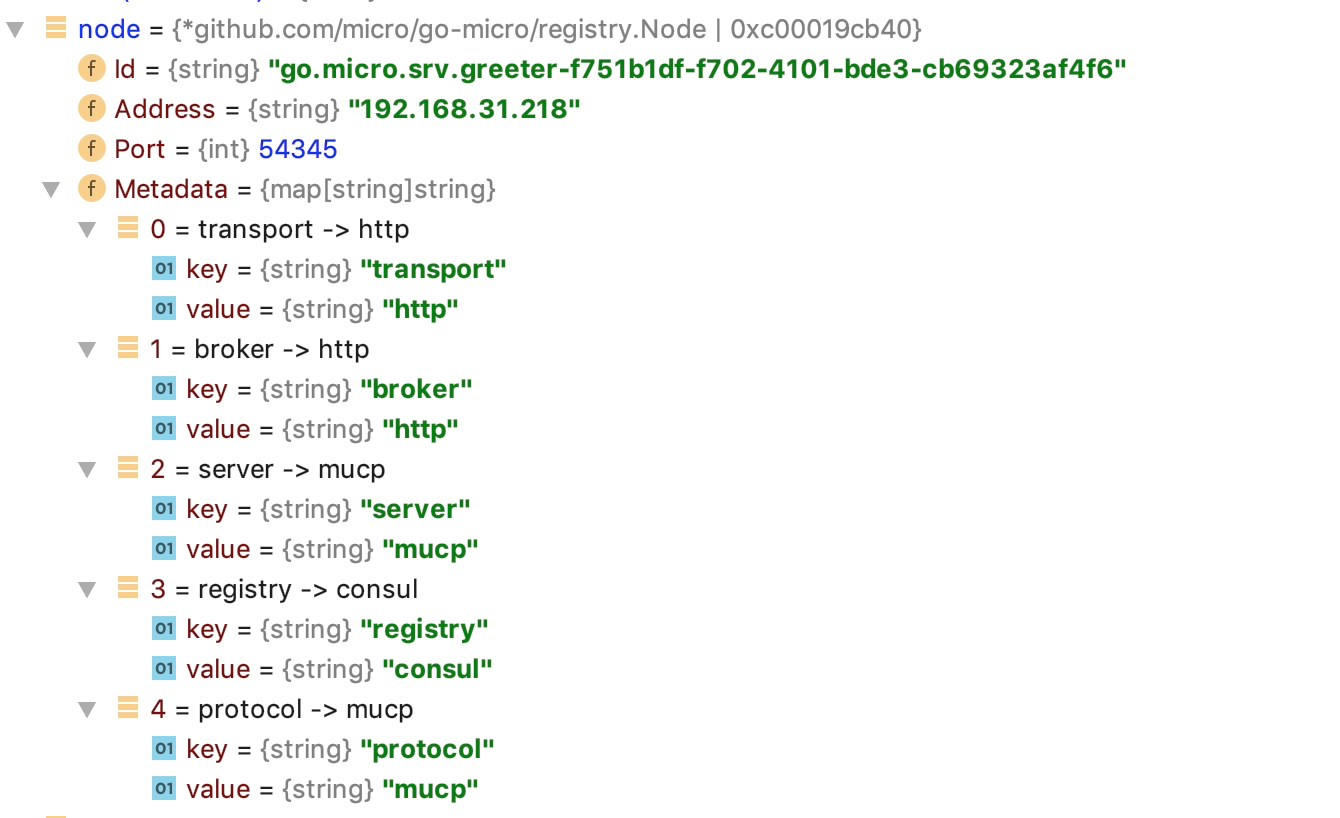 node = {*github.com/micro/go-micro/registry.Node | 0xc00019cb40}
f Id = {string} "go.micro.srv.greeter-f751b1df-f702-4101-bde3-cb69323af4f6"
f Address = {string} "192.168.31.218"
f Port = {int} 54345
f Metadata = {map[string]string}
0 = transport -> http
01 key = {string} "transport"
01 value = {string} "http"
1 = broker -> http
01 key = {string} "broker"
01 value = {string} "http"
2 = server -> mucp
01 key = {string} "server"
01 value = {string} "mucp"
3 = registry -> consul
01 key = {string} "registry"
01 value = {string} "consul"
4 = protocol -> mucp
01 key = {string} "protocol"
01 value = {string} "mucp"